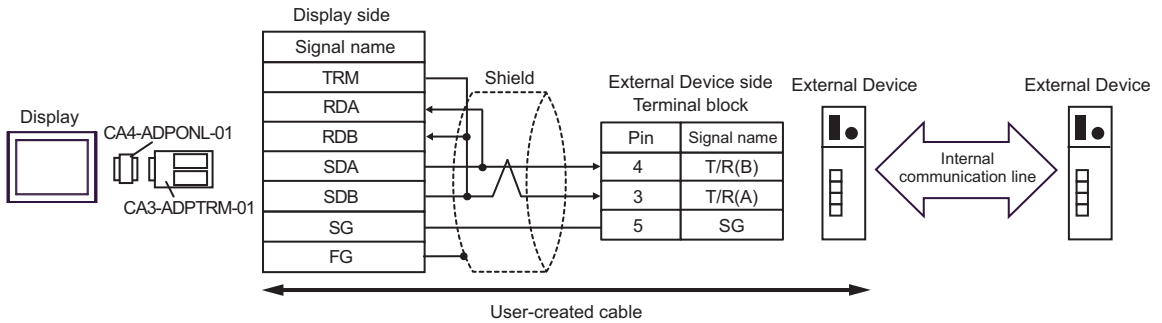 Display side
Signal name
TRM
RDA
RDB
SDA
SDB
SG
FG
Shield
Display
CA4-ADPONL-01
CA3-ADPTRM-01
External Device side
Terminal block
Pin Signal name
4 T/R(B)
3 T/R(A)
5 SG
External Device
External Device
Internal
communication line
User-created cable